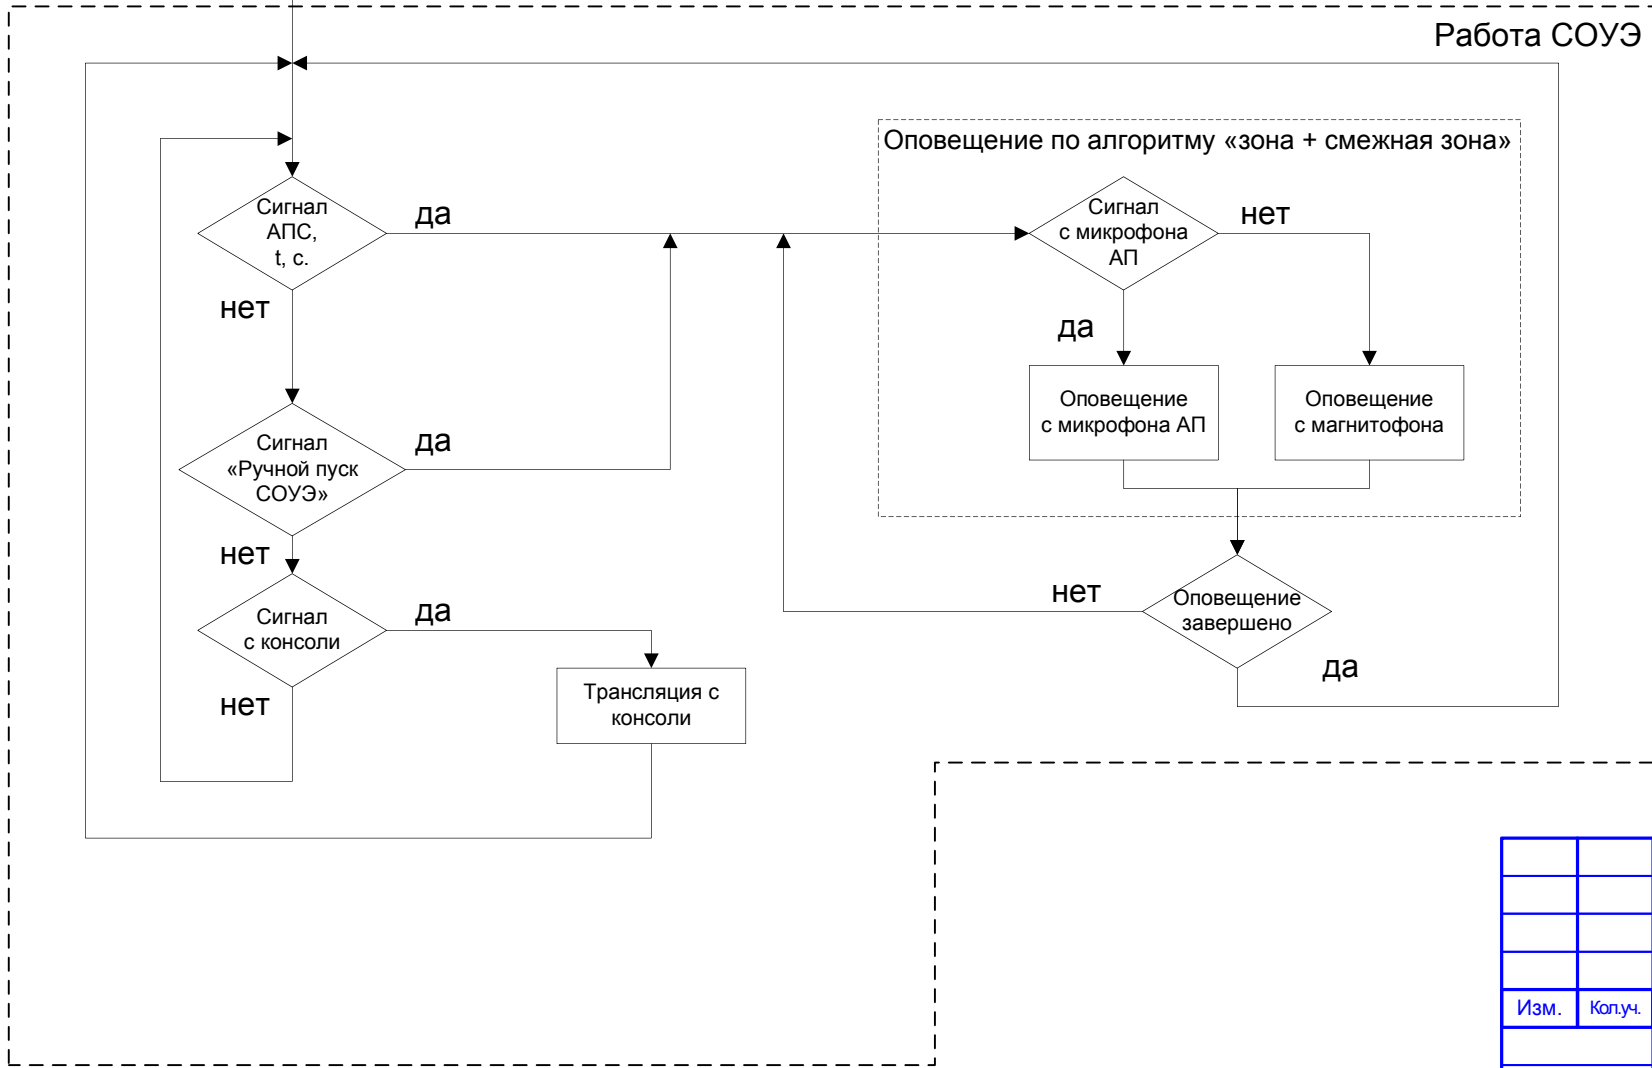 Работа СОУЭ
Оповещение по алгоритму «зона + смежная зона»
Сигнал
АПС,
t, с.
да
нет
Сигнал
с микрофона
АП
нет
да
Оповещение
с микрофона АП
Оповещение
с магнитофона
Сигнал
«Ручной пуск
СОУЭ»
да
нет
Сигнал
с консоли
да
нет
Трансляция с
консоли
Оповещение
завершено
нет
да
Изм.
Кол.уч.